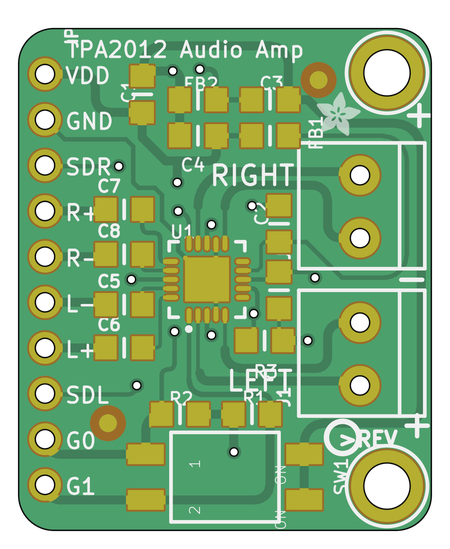 JP
TPA2012 Audio Amp
VDD
C1
FB2
C3
GND
FB1
+
SDR
C4
RIGHT
C7
R+
C2
C8
U1
R-
C5
L-
C6
L+
R3
LEFT
SDL
R2
R1
J1
+
G0
>REV
1
ON
SW1
G1
2
ON